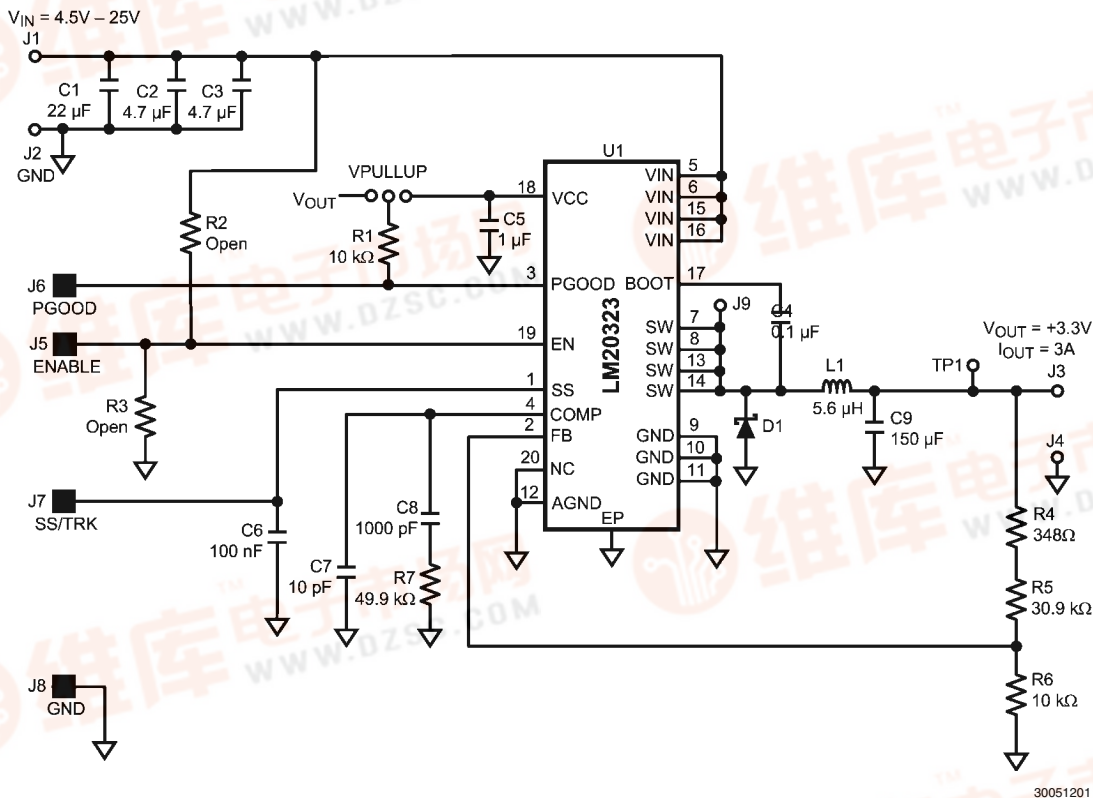 V_IN = 4.5V – 25V
J1
C1
22 µF
C2
4.7 µF
C3
4.7 µF
J2
GND
R2
Open
V_OUT
VPULLUP
R1
10 kΩ
C5
1 µF
U1
LM20323
18
VCC
3
PGOOD
19
EN
1
SS
4
COMP
2
FB
20
NC
12
AGND
EP
VIN
5
VIN
6
VIN
15
VIN
16
BOOT
17
SW
7
SW
8
SW
13
SW
14
GND
9
GND
10
GND
11
J6
PGOOD
J5
ENABLE
R3
Open
J7
SS/TRK
C6
100 nF
C7
10 pF
C8
1000 pF
R7
49.9 kΩ
J8
GND
J9
C4
0.1 µF
D1
L1
5.6 µH
C9
150 µF
TP1
V_OUT = +3.3V
I_OUT = 3A
J3
J4
R4
348Ω
R5
30.9 kΩ
R6
10 kΩ
30051201
维库电子市场网
WWW.DZSC.COM
TM